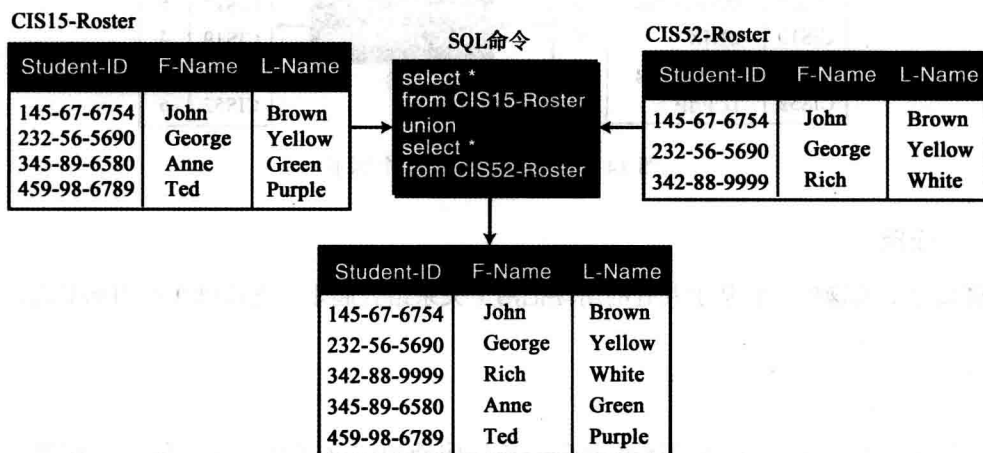 CIS15-Roster
Student-ID F-Name L-Name
145-67-6754 John Brown
232-56-5690 George Yellow
345-89-6580 Anne Green
459-98-6789 Ted Purple
SQL命令
select *
from CIS15-Roster
union
select *
from CIS52-Roster
CIS52-Roster
Student-ID F-Name L-Name
145-67-6754 John Brown
232-56-5690 George Yellow
342-88-9999 Rich White
Student-ID F-Name L-Name
145-67-6754 John Brown
232-56-5690 George Yellow
342-88-9999 Rich White
345-89-6580 Anne Green
459-98-6789 Ted Purple